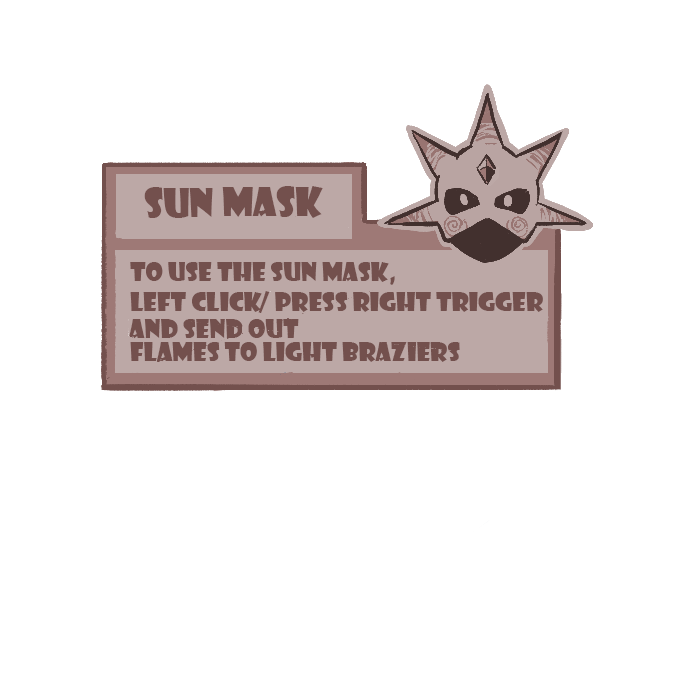 SUN MASK
TO USE THE SUN MASK,
LEFT CLICK/ PRESS RIGHT TRIGGER
AND SEND OUT
FLAMES TO LIGHT BRAZIERS